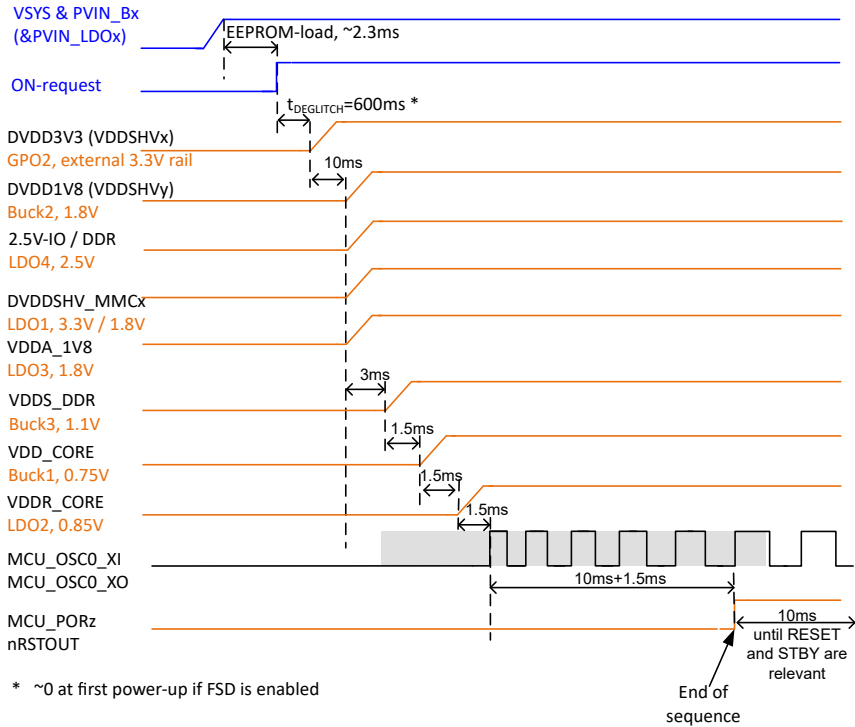 VSYS & PVIN_Bx
(&PVIN_LDOx)
EEPROM-load, ~2.3ms
ON-request
tDEGLITCH=600ms *
DVDD3V3 (VDDSHVx)
GPO2, external 3.3V rail
10ms
DVDD1V8 (VDDSHVy)
Buck2, 1.8V
2.5V-IO / DDR
LDO4, 2.5V
DVDDSHV_MMCx
LDO1, 3.3V / 1.8V
VDDA_1V8
LDO3, 1.8V
3ms
VDDS_DDR
Buck3, 1.1V
1.5ms
VDD_CORE
Buck1, 0.75V
1.5ms
VDDR_CORE
LDO2, 0.85V
1.5ms
MCU_OSC0_XI
MCU_OSC0_XO
10ms+1.5ms
MCU_PORz
nRSTOUT
10ms
until RESET
and STBY are
relevant
* ~0 at first power-up if FSD is enabled
End of
sequence